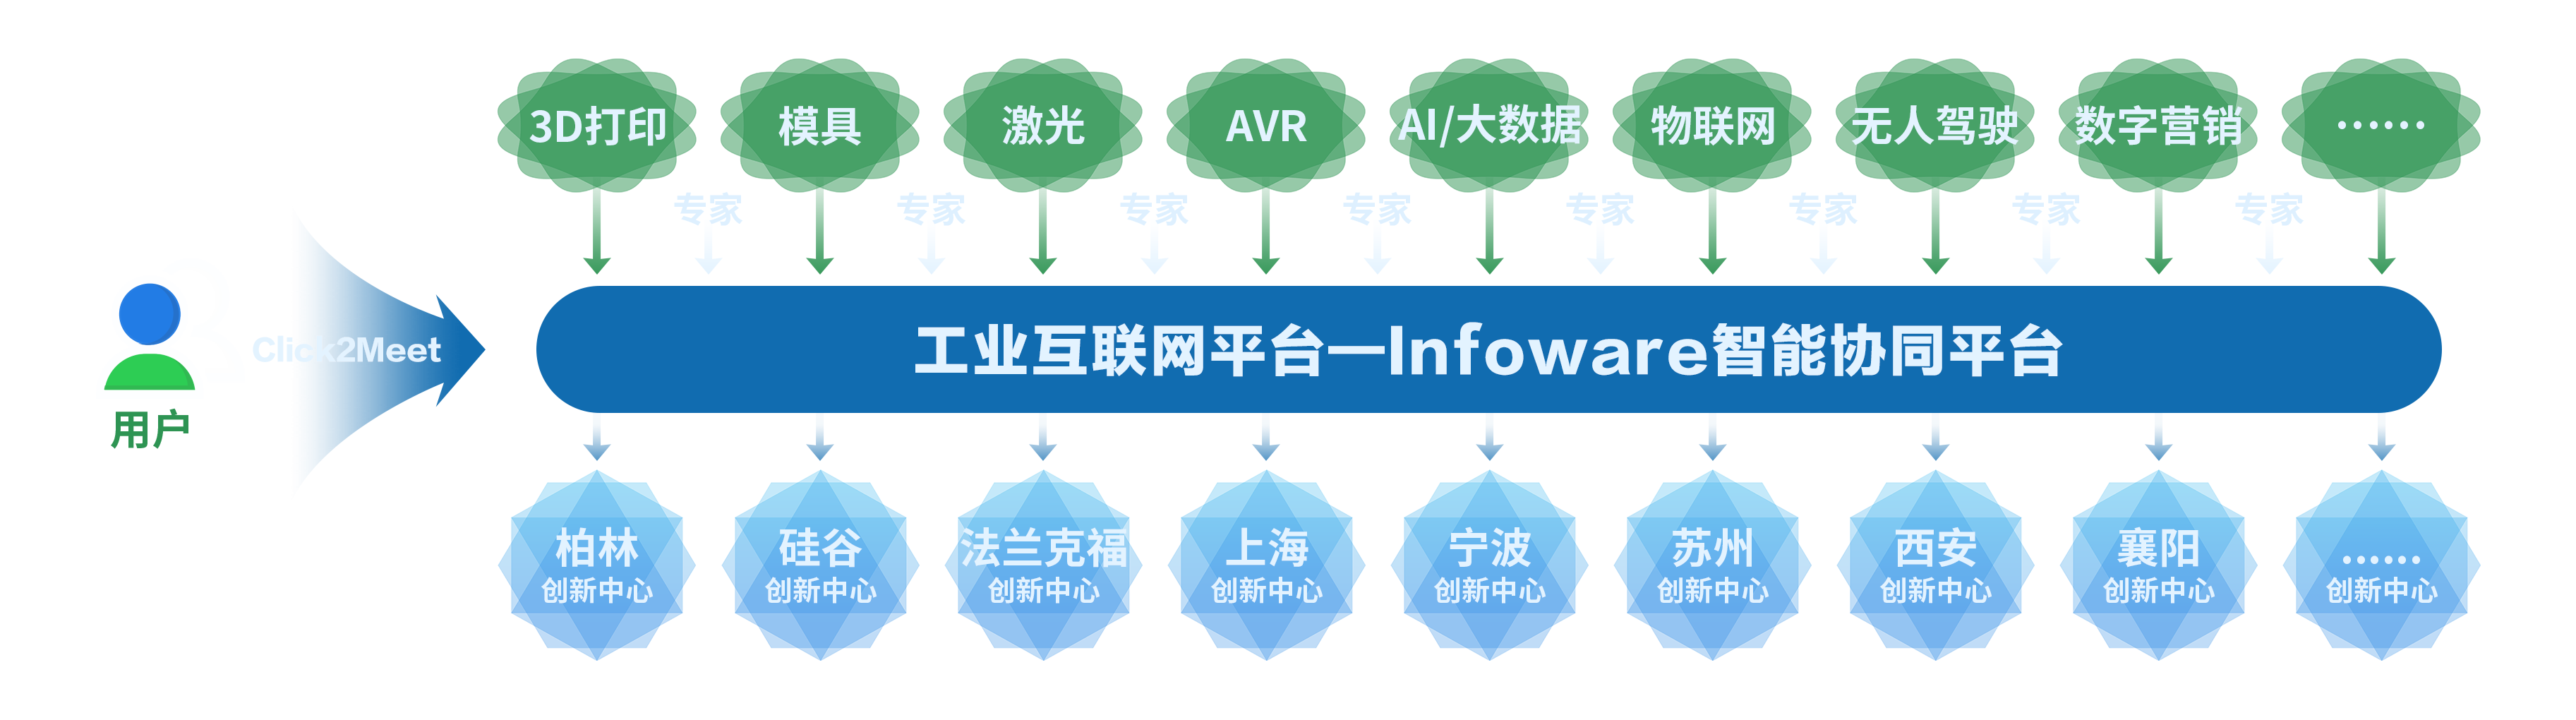 3D打印
模具
激光
AVR
AI/大数据
物联网
无人驾驶
数字营销
……
专家
专家
专家
专家
专家
专家
专家
专家
Click2Meet
用户
工业互联网平台—Infoware智能协同平台
柏林
创新中心
硅谷
创新中心
法兰克福
创新中心
上海
创新中心
宁波
创新中心
苏州
创新中心
西安
创新中心
襄阳
创新中心
……
创新中心